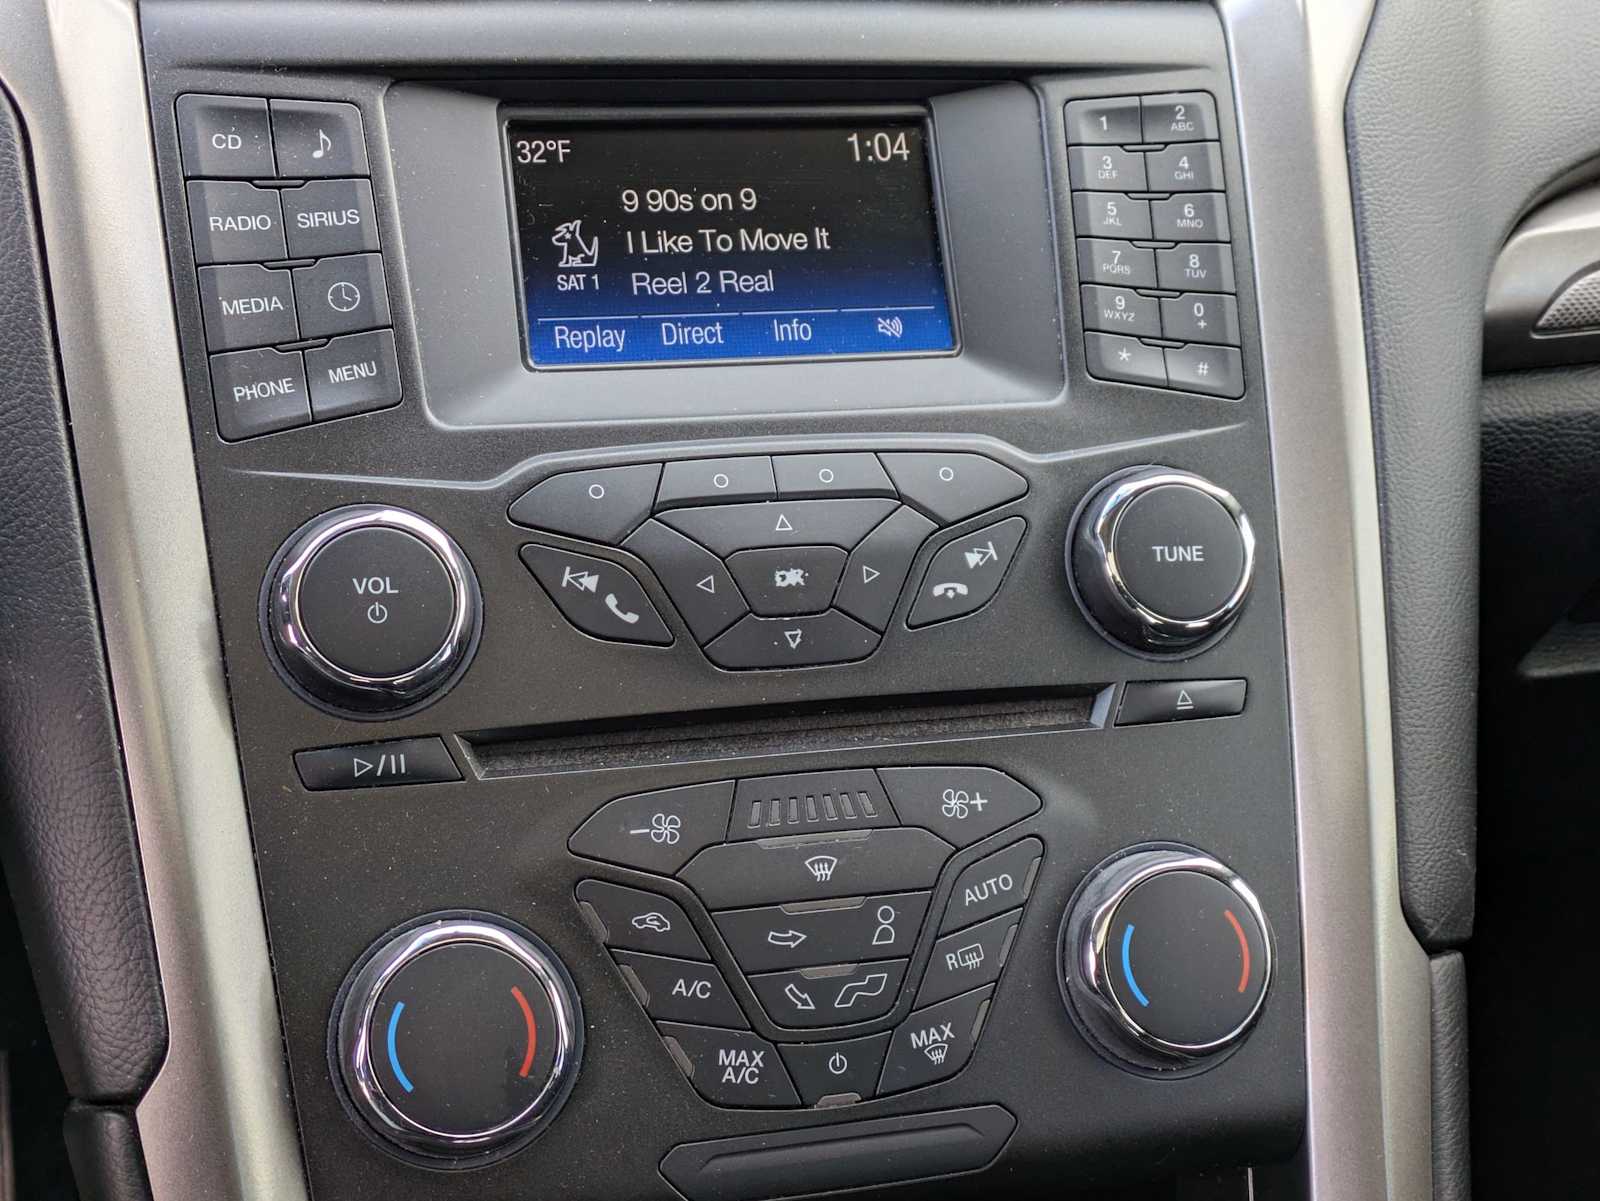 CD
RADIO SIRIUS
MEDIA
PHONE MENU
32°F 1:04
9 90s on 9
I Like To Move It
SAT 1 Reel 2 Real
Replay Direct Info
1 2 ABC
3 DEF 4 GHI
5 JKL 6 MNO
7 PQRS 8 TUV
9 WXYZ 0 +
* #
VOL
TUNE
AUTO
R
A/C
MAX A/C
MAX